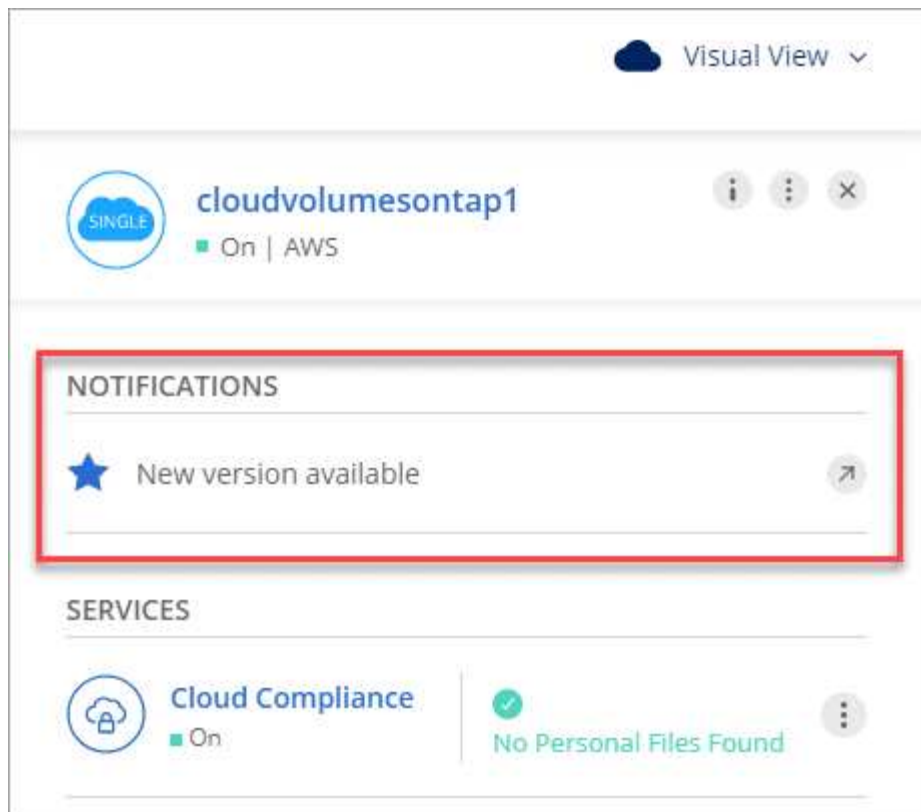 Visual View
SINGLE
cloudvolumesontap1
On | AWS
NOTIFICATIONS
New version available
SERVICES
Cloud Compliance
On
No Personal Files Found